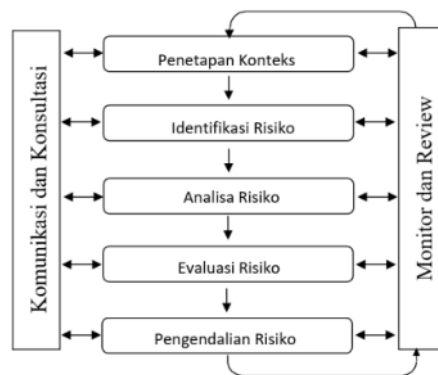 Komunikasi dan Konsultasi
Penetapan Konteks
Identifikasi Risiko
Analisa Risiko
Evaluasi Risiko
Pengendalian Risiko
Monitor dan Review